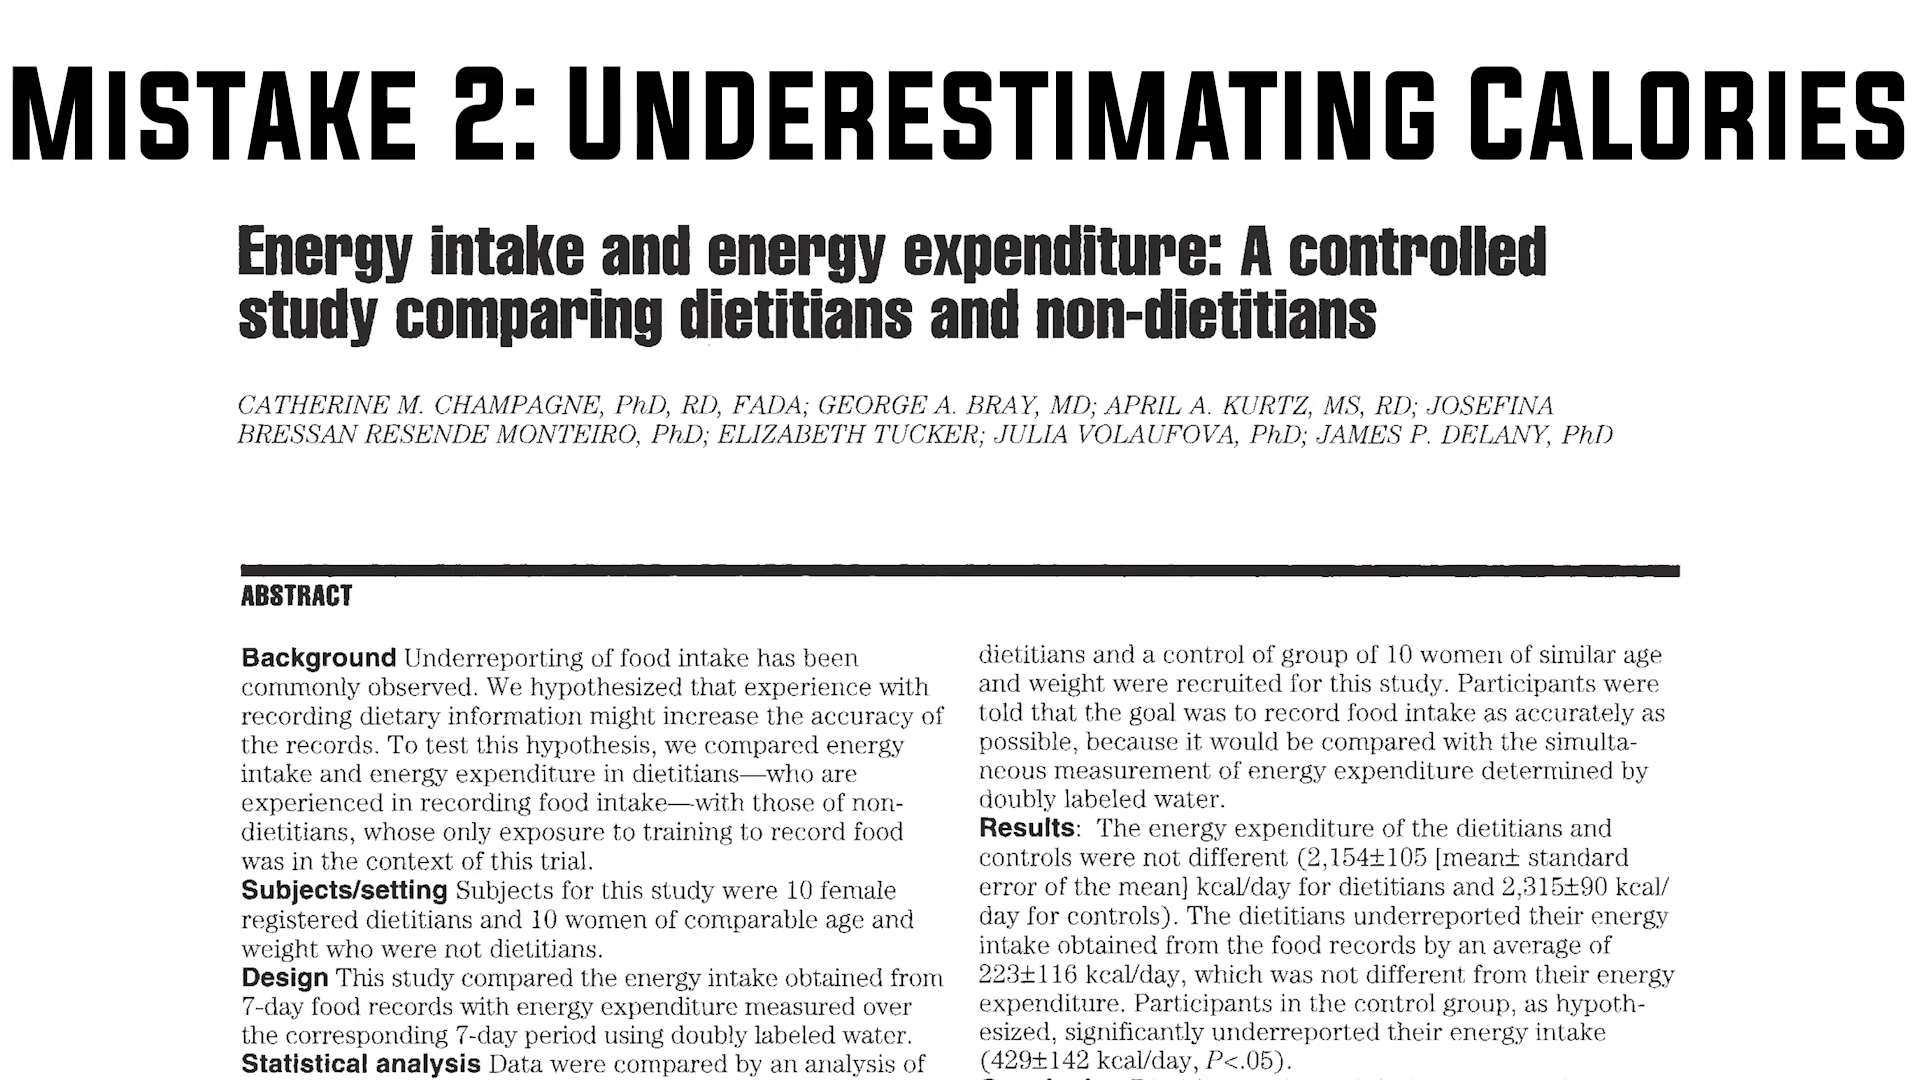 MISTAKE 2: UNDERESTIMATING CALORIES
Energy intake and energy expenditure: A controlled
study comparing dietitians and non-dietitians
CATHERINE M. CHAMPAGNE, PhD, RD, FADA; GEORGE A. BRAY, MD; APRIL A. KURTZ, MS, RD; JOSEFINA
BRESSAN RESENDE MONTEIRO, PhD; ELIZABETH TUCKER; JULIA VOLAUFOVA, PhD; JAMES P. DELANY, PhD
ABSTRACT
Background Underreporting of food intake has been
commonly observed. We hypothesized that experience with
recording dietary information might increase the accuracy of
the records. To test this hypothesis, we compared energy
intake and energy expenditure in dietitians—who are
experienced in recording food intake—with those of non-
dietitians, whose only exposure to training to record food
was in the context of this trial.
Subjects/setting Subjects for this study were 10 female
registered dietitians and 10 women of comparable age and
weight who were not dietitians.
Design This study compared the energy intake obtained from
7-day food records with energy expenditure measured over
the corresponding 7-day period using doubly labeled water.
Statistical analysis Data were compared by an analysis of
dietitians and a control of group of 10 women of similar age
and weight were recruited for this study. Participants were
told that the goal was to record food intake as accurately as
possible, because it would be compared with the simulta-
neous measurement of energy expenditure determined by
doubly labeled water.
Results: The energy expenditure of the dietitians and
controls were not different (2,154±105 [mean± standard
error of the mean] kcal/day for dietitians and 2,315±90 kcal/
day for controls). The dietitians underreported their energy
intake obtained from the food records by an average of
223±116 kcal/day, which was not different from their energy
expenditure. Participants in the control group, as hypoth-
esized, significantly underreported their energy intake
(429±142 kcal/day, P<.05).